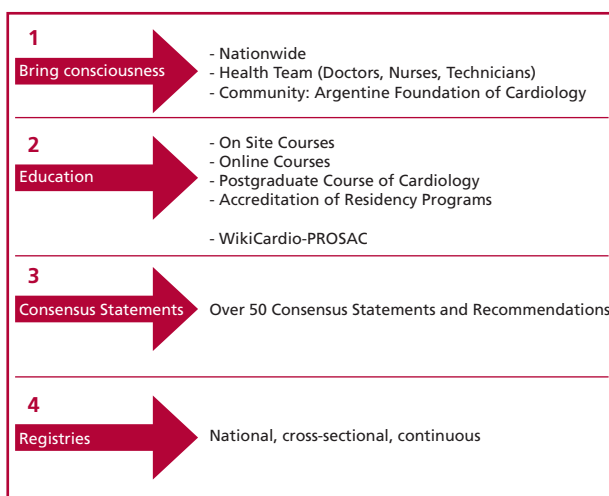 1
Bring consciousness
- Nationwide
- Health Team (Doctors, Nurses, Technicians)
- Community: Argentine Foundation of Cardiology
2
Education
- On Site Courses
- Online Courses
- Postgraduate Course of Cardiology
- Accreditation of Residency Programs
- WikiCardio-PROSAC
3
Consensus Statements
Over 50 Consensus Statements and Recommendations
4
Registries
National, cross-sectional, continuous